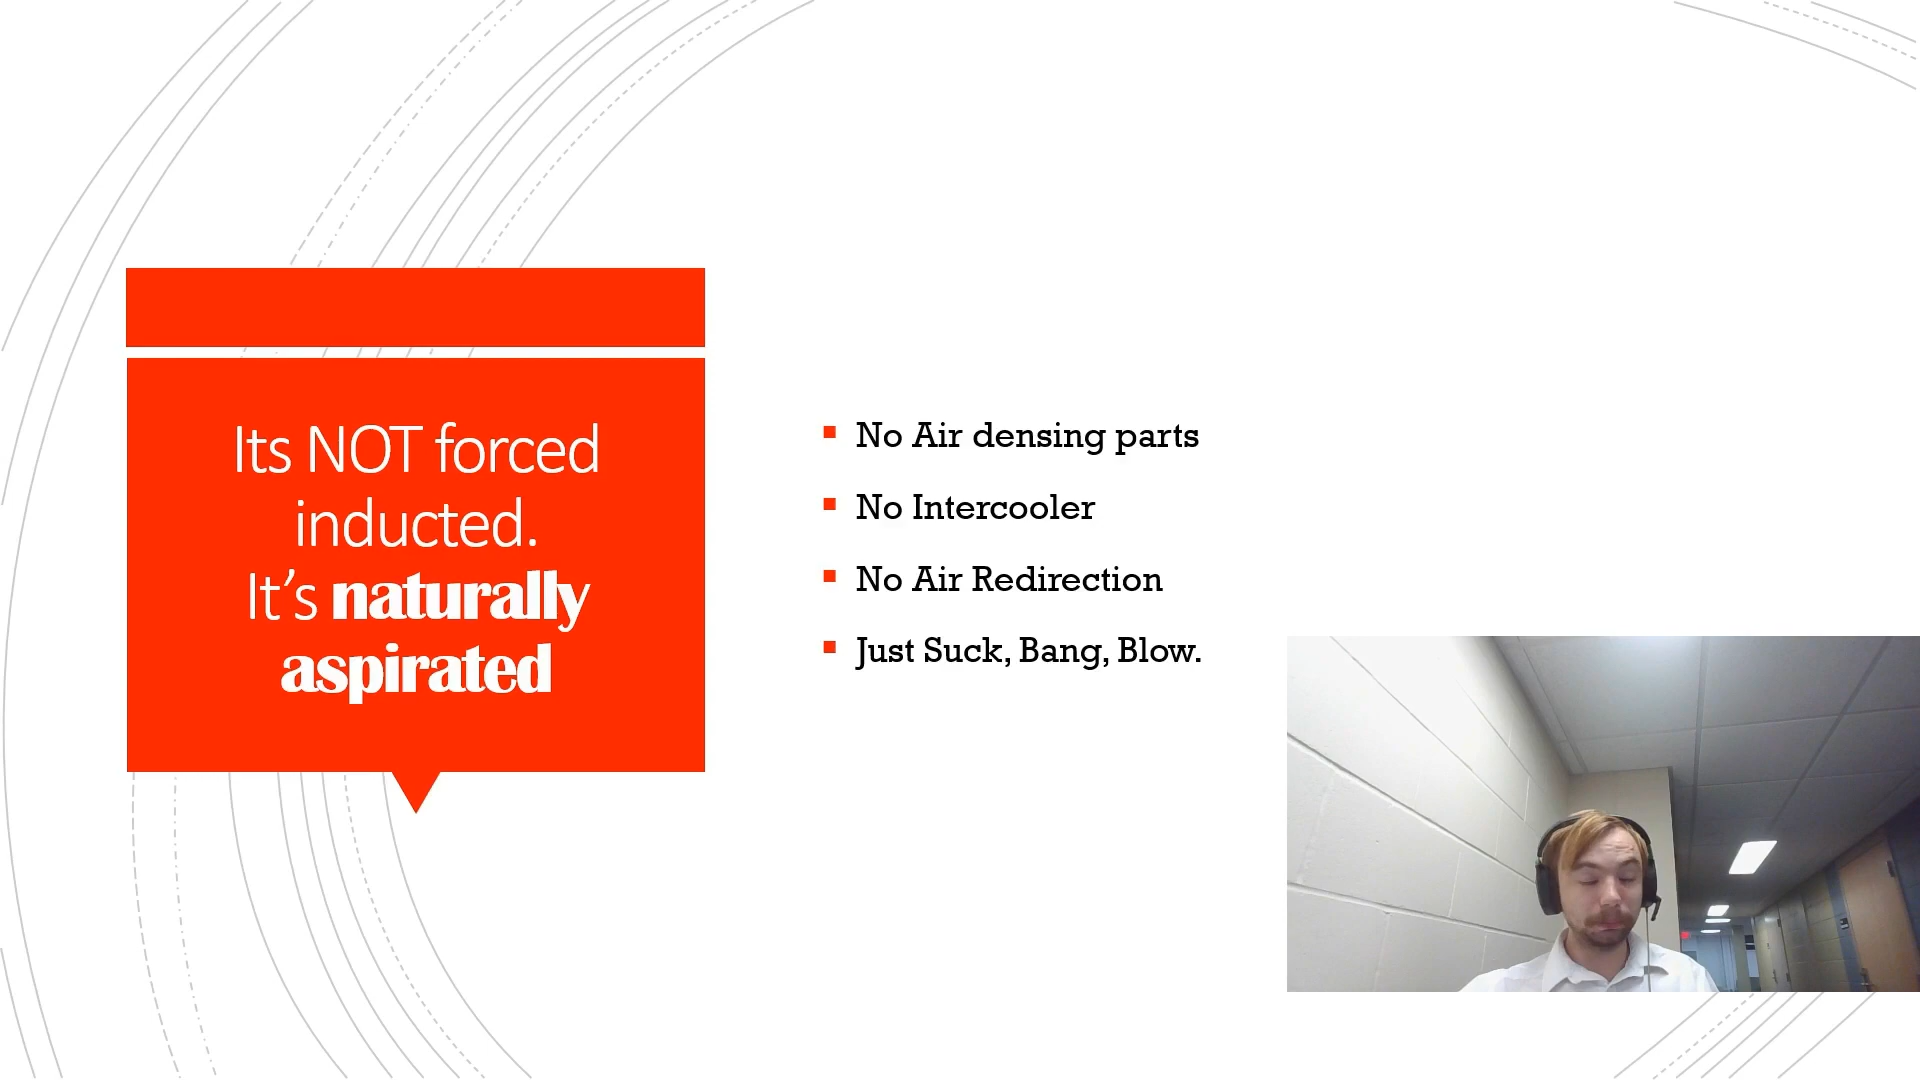 Its NOT forced
inducted.
It’s naturally
aspirated
No Air densing parts
No Intercooler
No Air Redirection
Just Suck, Bang, Blow.